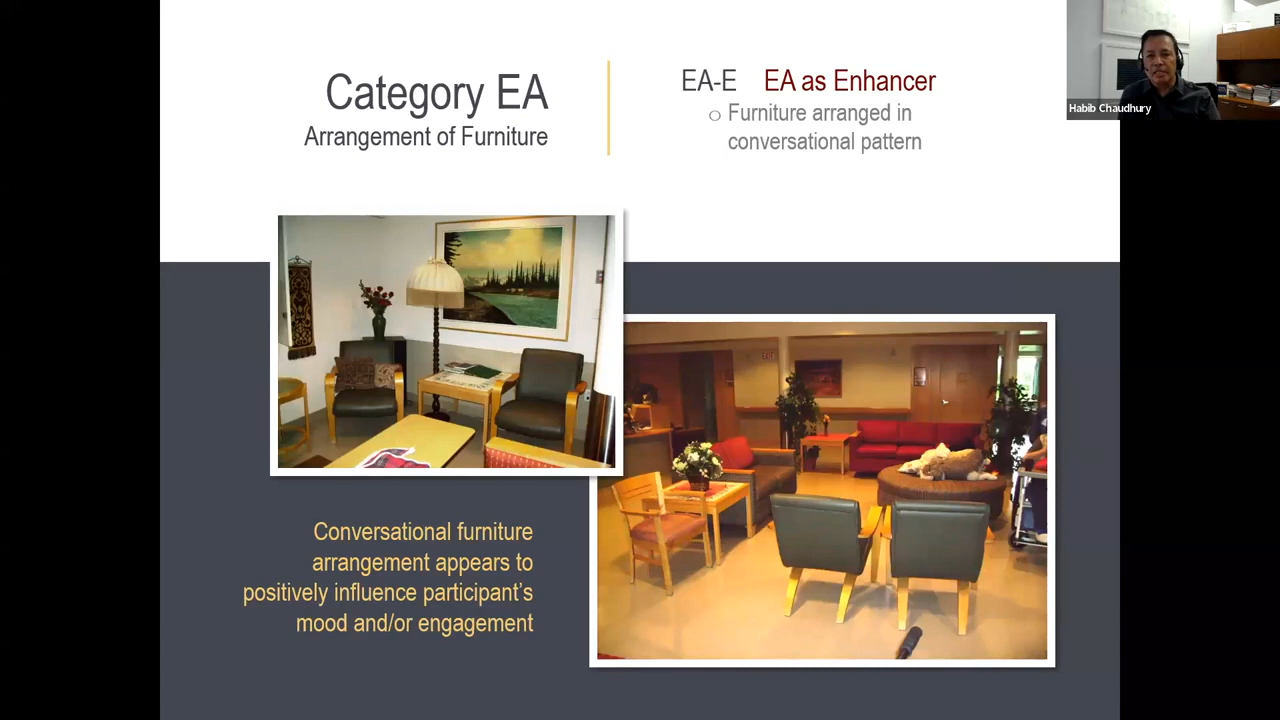 Category EA
Arrangement of Furniture
EA-E EA as Enhancer
o Furniture arranged in
conversational pattern
Habib Chaudhury
EXIT
Conversational furniture
arrangement appears to
positively influence participant’s
mood and/or engagement